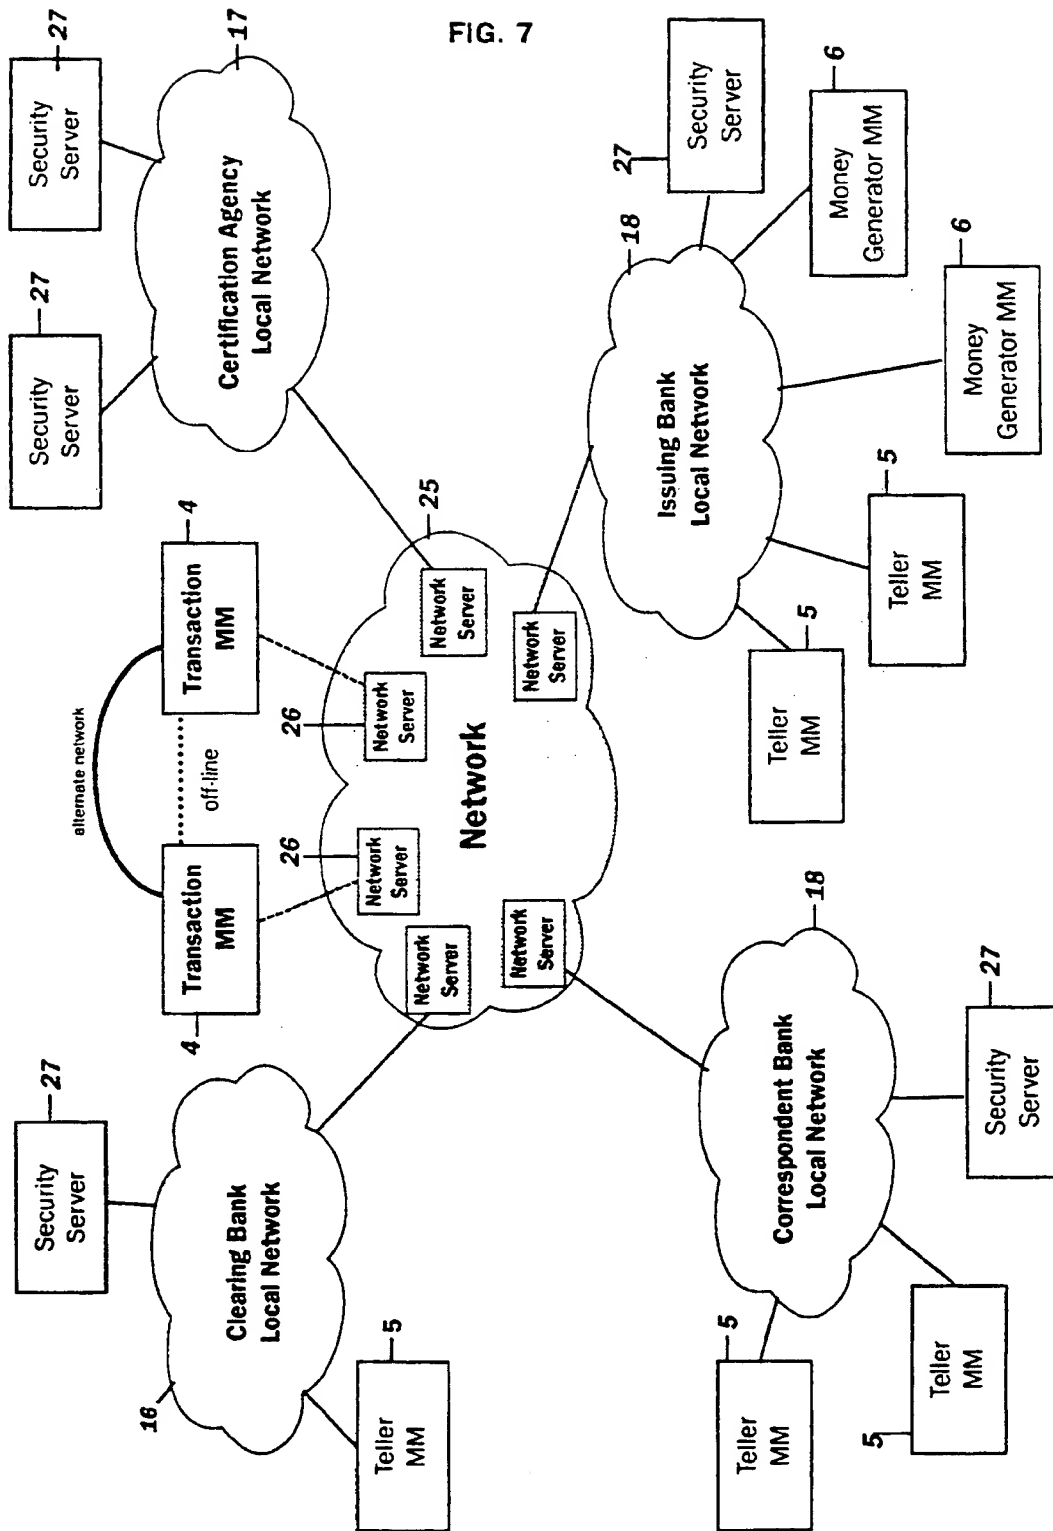 FIG. 7
Security
Server
27
Clearing Bank
Local Network
16
Teller
MM
5
Transaction
MM
4
alternate network
off-line
Transaction
MM
4
Security
Server
27
Security
Server
27
Certification Agency
Local Network
17
Network
25
Network
Server
Network
Server
26
Network
Server
26
Network
Server
Network
Server
Network
Server
Correspondent Bank
Local Network
18
Teller
MM
5
Teller
MM
5
Security
Server
27
Issuing Bank
Local Network
18
Security
Server
27
Teller
MM
5
Teller
MM
5
Money
Generator MM
6
Money
Generator MM
6